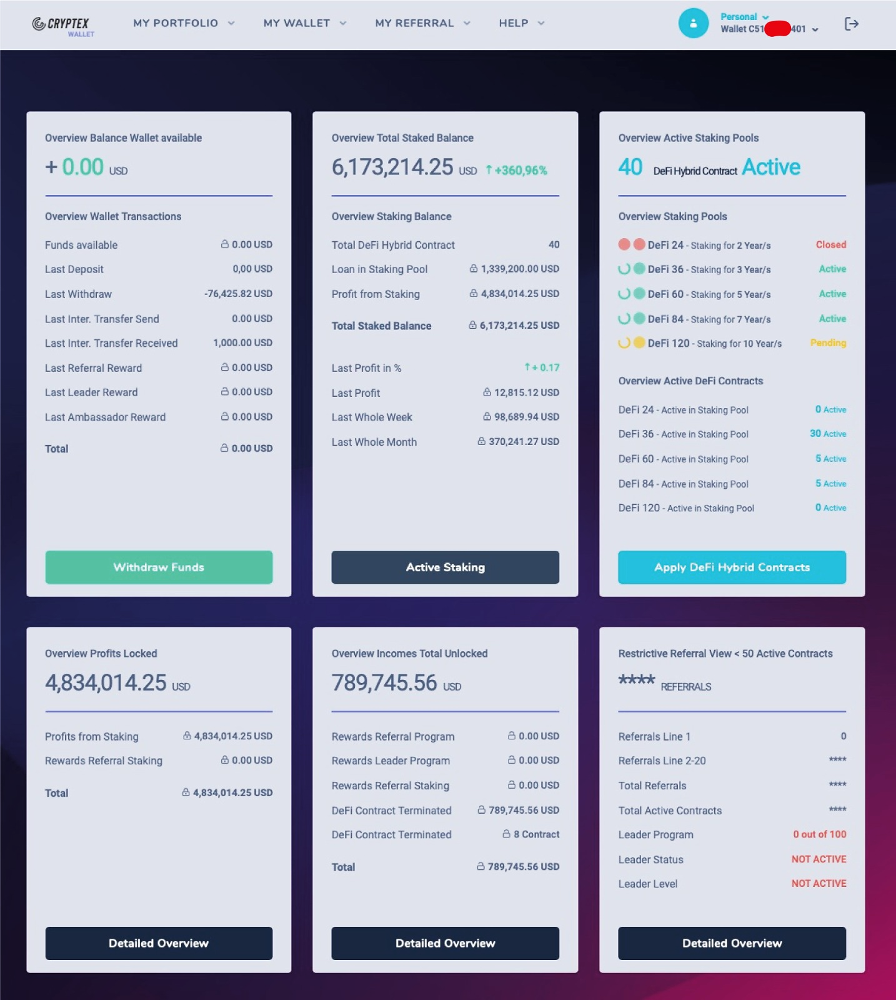 CRYPTEX
WALLET
MY PORTFOLIO
MY WALLET
MY REFERRAL
HELP
Personal
Wallet C51 401
Overview Balance Wallet available
+ 0.00 USD
Overview Wallet Transactions
Funds available 0.00 USD
Last Deposit 0,00 USD
Last Withdraw -76,425.82 USD
Last Inter. Transfer Send 0.00 USD
Last Inter. Transfer Received 1,000.00 USD
Last Referral Reward 0.00 USD
Last Leader Reward 0.00 USD
Last Ambassador Reward 0.00 USD
Total 0.00 USD
Withdraw Funds
Overview Total Staked Balance
6,173,214.25 USD ↑ +360,96%
Overview Staking Balance
Total DeFi Hybrid Contract 40
Loan in Staking Pool 1,339,200.00 USD
Profit from Staking 4,834,014.25 USD
Total Staked Balance 6,173,214.25 USD
Last Profit in % ↑ + 0.17
Last Profit 12,815.12 USD
Last Whole Week 98,689.94 USD
Last Whole Month 370,241.27 USD
Active Staking
Overview Active Staking Pools
40 DeFi Hybrid Contract Active
Overview Staking Pools
DeFi 24 - Staking for 2 Year/s Closed
DeFi 36 - Staking for 3 Year/s Active
DeFi 60 - Staking for 5 Year/s Active
DeFi 84 - Staking for 7 Year/s Active
DeFi 120 - Staking for 10 Year/s Pending
Overview Active DeFi Contracts
DeFi 24 - Active in Staking Pool 0 Active
DeFi 36 - Active in Staking Pool 30 Active
DeFi 60 - Active in Staking Pool 5 Active
DeFi 84 - Active in Staking Pool 5 Active
DeFi 120 - Active in Staking Pool 0 Active
Apply DeFi Hybrid Contracts
Overview Profits Locked
4,834,014.25 USD
Profits from Staking 4,834,014.25 USD
Rewards Referral Staking 0.00 USD
Total 4,834,014.25 USD
Detailed Overview
Overview Incomes Total Unlocked
789,745.56 USD
Rewards Referral Program 0.00 USD
Rewards Leader Program 0.00 USD
Rewards Referral Staking 0.00 USD
DeFi Contract Terminated 789,745.56 USD
DeFi Contract Terminated 8 Contract
Total 789,745.56 USD
Detailed Overview
Restrictive Referral View < 50 Active Contracts
**** REFERRALS
Referrals Line 1 0
Referrals Line 2-20 ****
Total Referrals ****
Total Active Contracts ****
Leader Program 0 out of 100
Leader Status NOT ACTIVE
Leader Level NOT ACTIVE
Detailed Overview